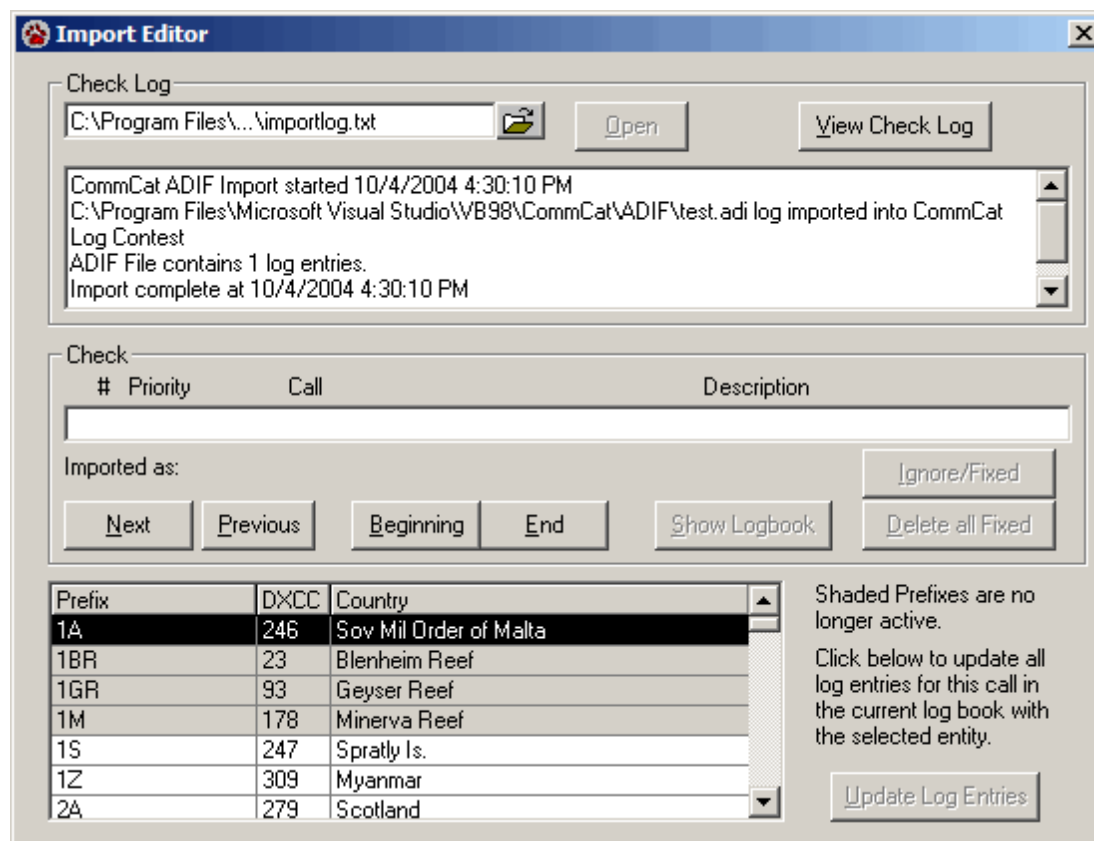 Import Editor
Check Log
C:\Program Files\...\importlog.txt
Open
View Check Log
CommCat ADIF Import started 10/4/2004 4:30:10 PM
C:\Program Files\Microsoft Visual Studio\VB98\CommCat\ADIF\test.adi log imported into CommCat
Log Contest
ADIF File contains 1 log entries.
Import complete at 10/4/2004 4:30:10 PM
Check
# Priority Call Description
Imported as:
Ignore/Fixed
Next Previous Beginning End Show Logbook Delete all Fixed
Prefix DXCC Country
1A 246 Sov Mil Order of Malta
1BR 23 Blenheim Reef
1GR 93 Geyser Reef
1M 178 Minerva Reef
1S 247 Spratly Is.
1Z 309 Myanmar
2A 279 Scotland
Shaded Prefixes are no
longer active.
Click below to update all
log entries for this call in
the current log book with
the selected entity.
Update Log Entries